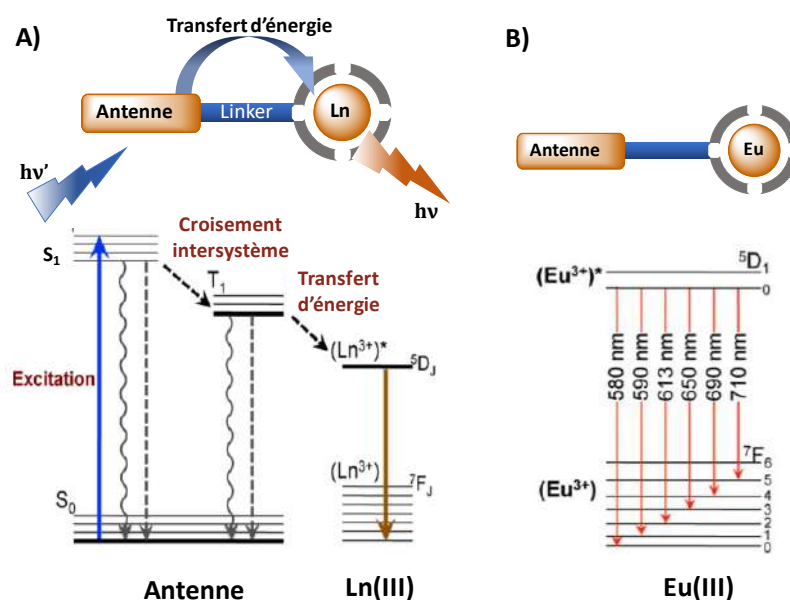 A)
Transfert d'énergie
Antenne
Linker
Ln
hν'
hν
S1
Croisement
intersystème
T1
Transfert
d'énergie
(Ln3+)*
5DJ
Excitation
(Ln3+)
7FJ
S0
Antenne
Ln(III)
B)
Antenne
Eu
(Eu3+)*
5D1
0
580 nm
590 nm
613 nm
650 nm
690 nm
710 nm
(Eu3+)
7F6
5
4
3
2
1
0
Eu(III)